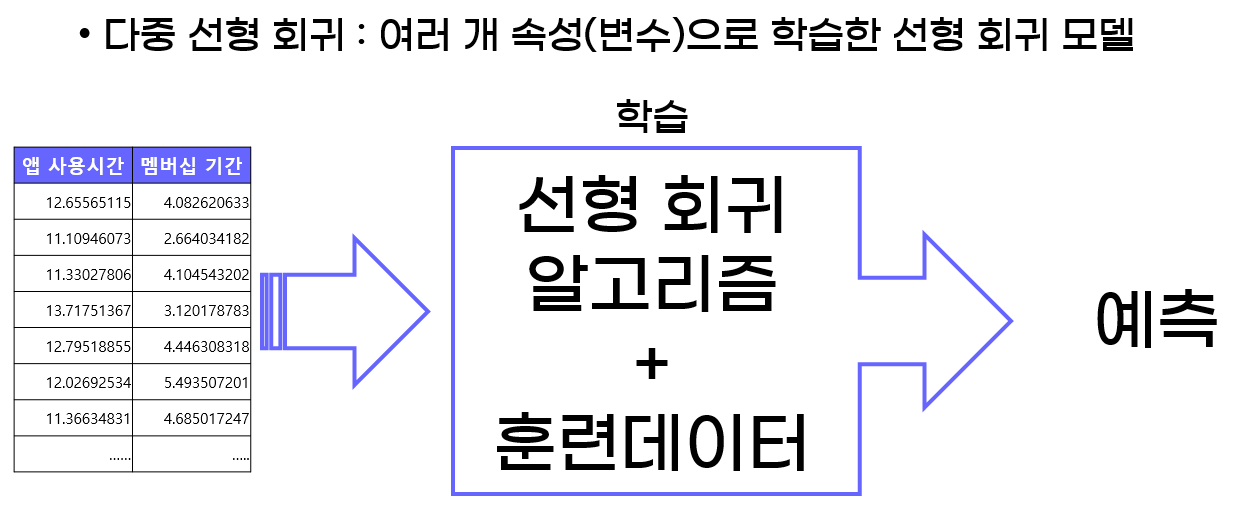 • 다중 선형 회귀 : 여러 개 속성(변수)으로 학습한 선형 회귀 모델
학습
앱 사용시간 멤버십 기간
12.65565115 4.082620633
11.10946073 2.664034182
11.33027806 4.104543202
13.71751367 3.120178783
12.79518855 4.446308318
12.02692534 5.493507201
11.36634831 4.685017247
...... .....
선형 회귀
알고리즘
+
훈련데이터
예측